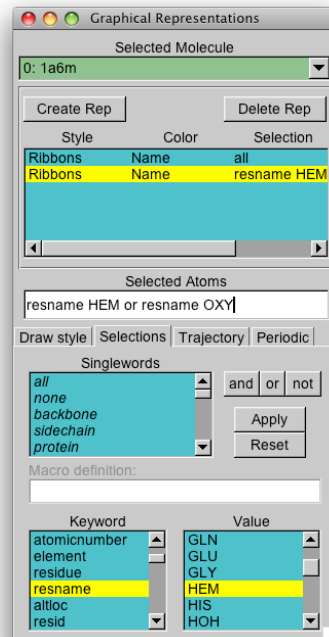 Graphical Representations
Selected Molecule
0: 1a6m
Create Rep Delete Rep
Style Color Selection
Ribbons Name all
Ribbons Name resname HEM
Selected Atoms
resname HEM or resname OXY
Draw style Selections Trajectory Periodic
Singlewords
all
none
backbone
sidechain
protein
and or not
Apply
Reset
Macro definition:
Keyword
atomicnumber
element
residue
resname
altloc
resid
Value
GLN
GLU
GLY
HEM
HIS
HOH